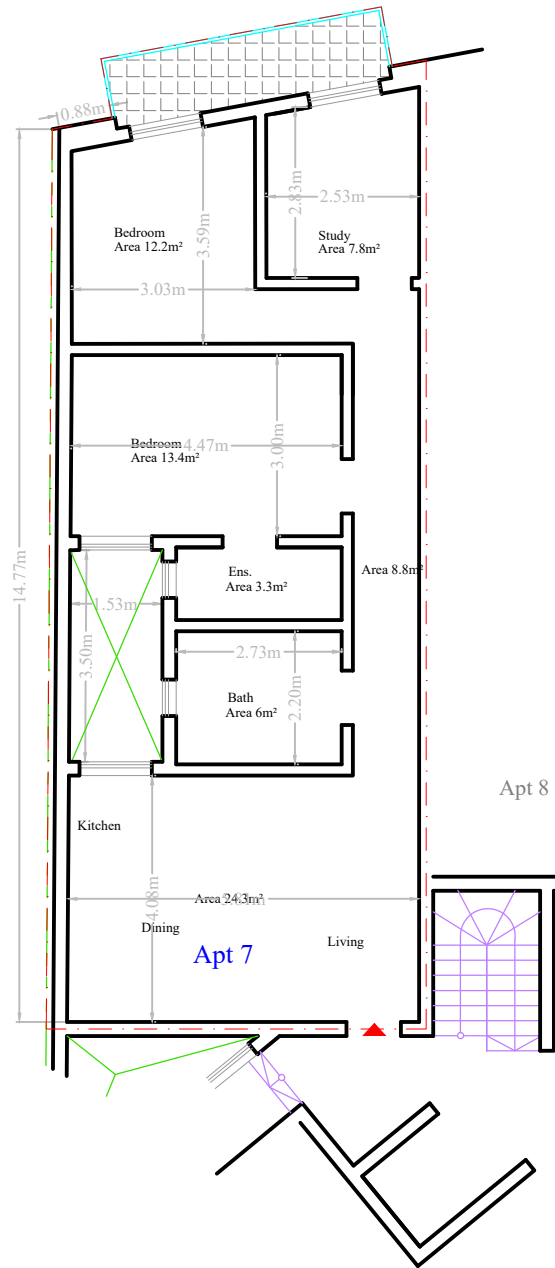 0.88m
Bedroom
Area 12.2m²
3.59m
2.83m
2.53m
Study
Area 7.8m²
3.03m
Bedroom
4.47m
Area 13.4m²
3.00m
14.77m
Ens.
Area 3.3m²
Area 8.8m²
1.53m
3.50m
2.73m
Bath
Area 6m²
2.20m
Apt 8
Kitchen
Area 24.3m²
4.08m
Dining
Living
Apt 7